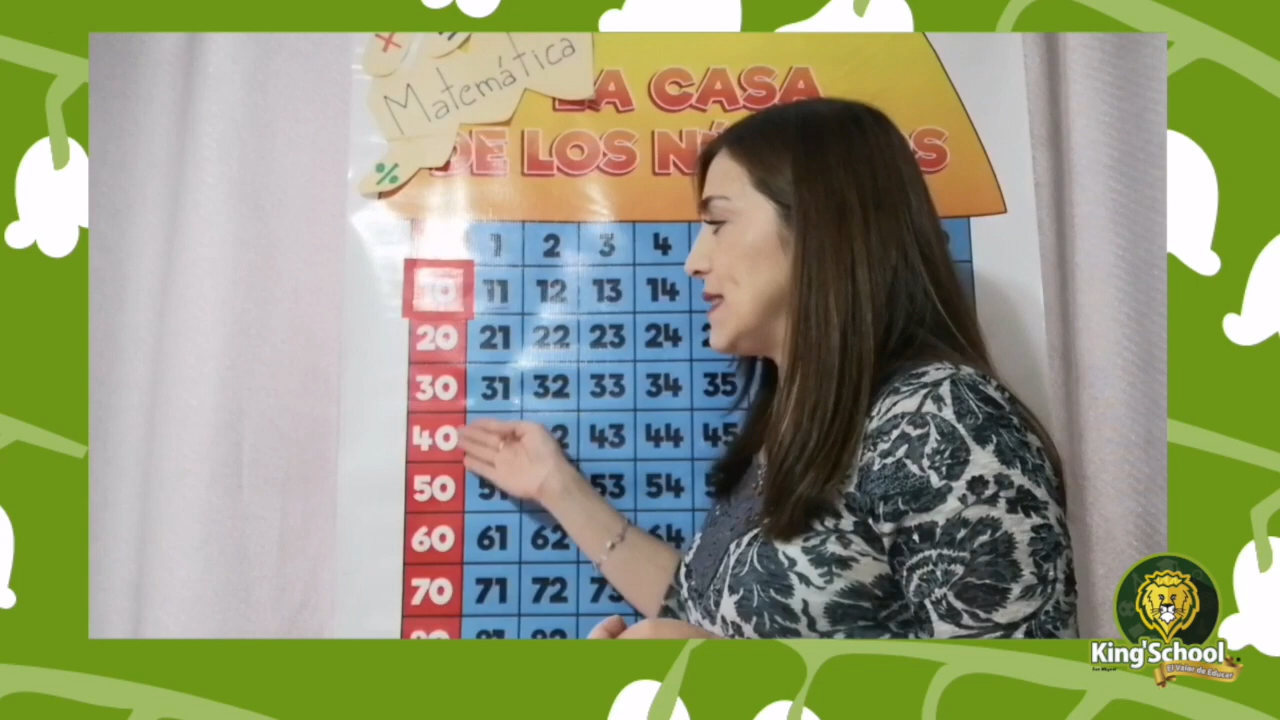 Matemática
LA CASA
DE LOS
1 2 3 4
10 11 12 13 14
20 21 22 23 24
30 31 32 33 34 35
40 43 44 45
50 53 54
60 61 62 64
70 71 72
King'School
El Valor de Educar